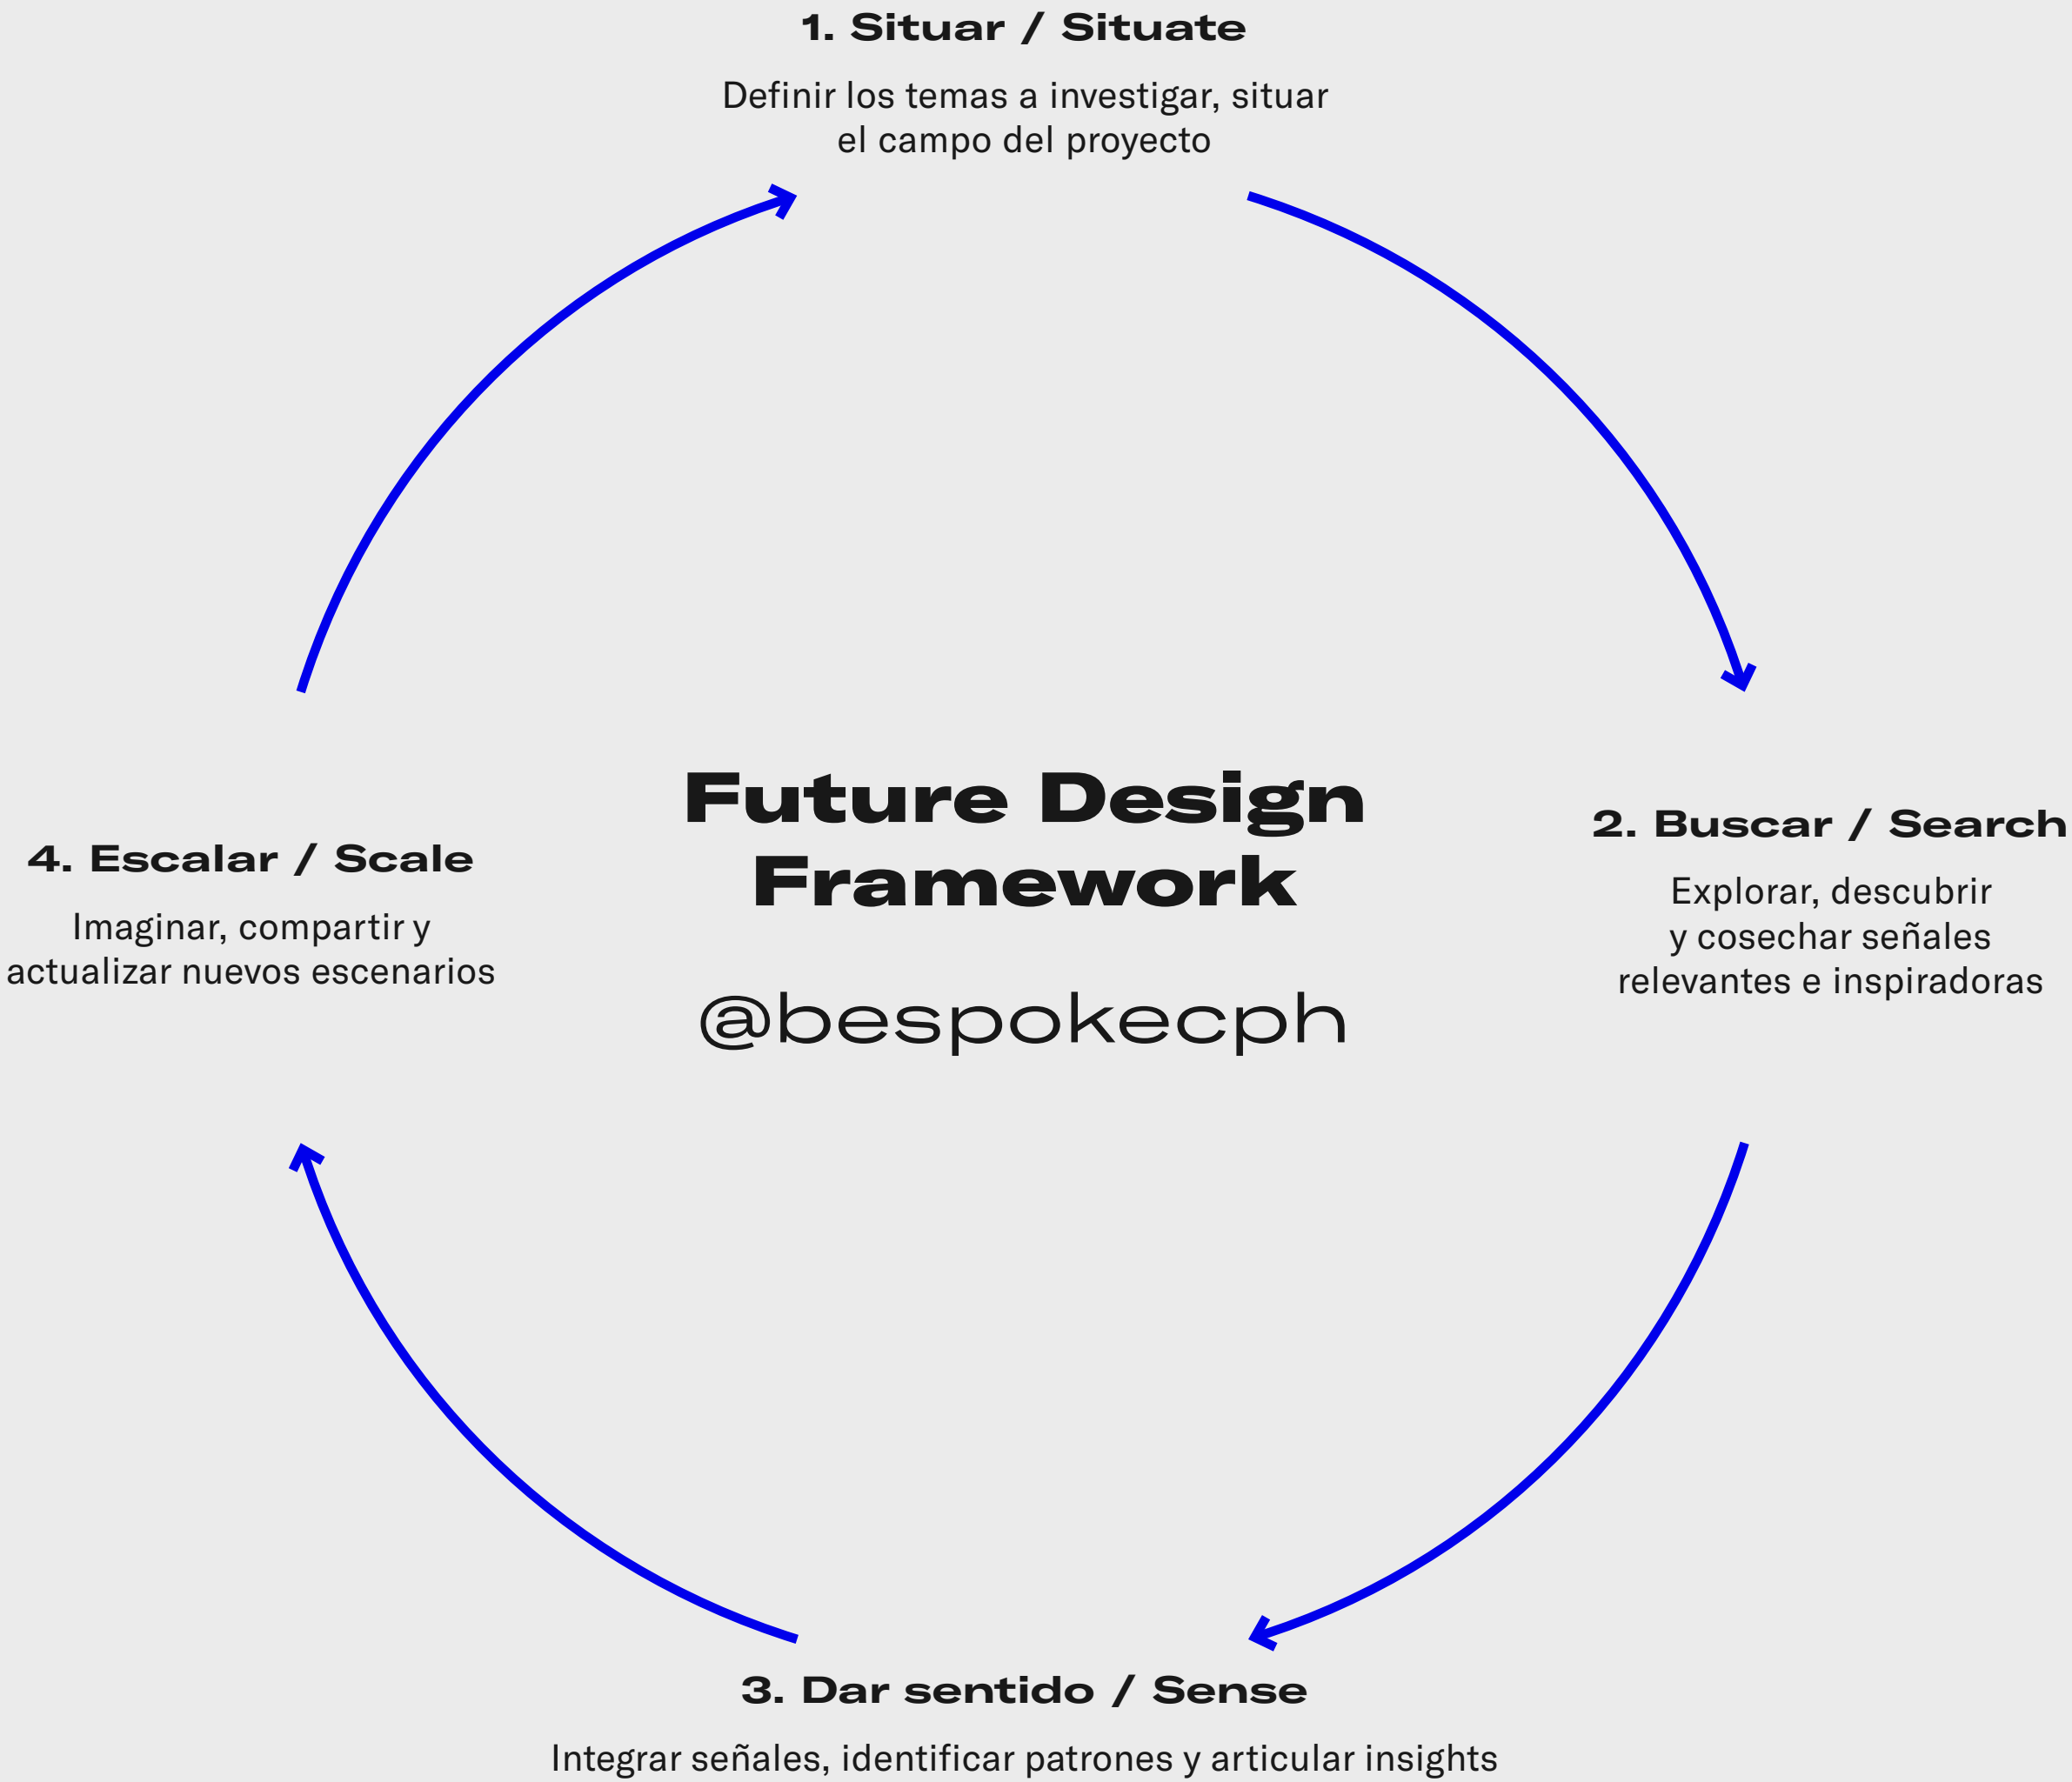 1. Situar / Situate
Definir los temas a investigar, situar
el campo del proyecto
Future Design
Framework
@bespokecph
2. Buscar / Search
Explorar, descubrir
y cosechar señales
relevantes e inspiradoras
3. Dar sentido / Sense
Integrar señales, identificar patrones y articular insights
4. Escalar / Scale
Imaginar, compartir y
actualizar nuevos escenarios